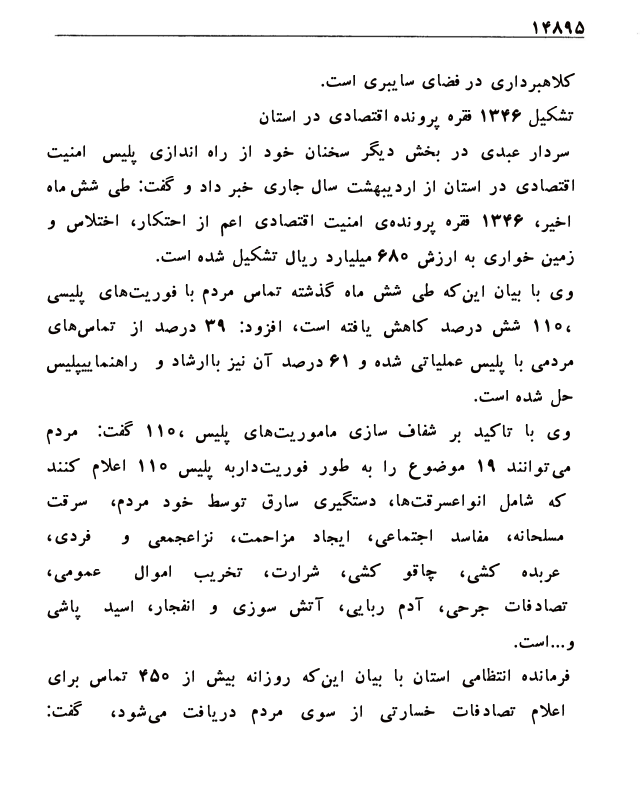 ۱۴۸۹۵
کلاهبرداری در فضای سایبری است.
تشکیل ۱۳۴۶ فقره پرونده اقتصادی در استان
سردار عبدی در بخش دیگر سخنان خود از راه اندازی پلیس امنیت
اقتصادی در استان از اردیبهشت سال جاری خبر داد و گفت: طی شش ماه
اخیر، ۱۳۴۶ فقره پرونده‌ی امنیت اقتصادی اعم از احتکار، اختلاس و
زمین خواری به ارزش ۶۸۰ میلیارد ریال تشکیل شده است.
وی با بیان این‌که طی شش ماه گذشته تماس مردم با فوریت‌های پلیسی
،۱۱۰ شش درصد کاهش یافته است، افزود: ۳۹ درصد از تماس‌های
مردمی با پلیس عملیاتی شده و ۶۱ درصد آن نیز باارشاد و راهنماییپلیس
حل شده است.
وی با تاکید بر شفاف سازی ماموریت‌های پلیس ،۱۱۰ گفت: مردم
می‌توانند ۱۹ موضوع را به طور فوریت‌داربه پلیس ۱۱۰ اعلام کنند
که شامل انواعسرقت‌ها، دستگیری سارق توسط خود مردم، سرقت
مسلحانه، مفاسد اجتماعی، ایجاد مزاحمت، نزاعجمعی و فردی،
عربده کشی، چاقو کشی، شرارت، تخریب اموال عمومی،
تصادفات جرحی، آدم ربایی، آتش سوزی و انفجار، اسید پاشی
و...است.
فرمانده انتظامی استان با بیان این‌که روزانه بیش از ۴۵۰ تماس برای
اعلام تصادفات خسارتی از سوی مردم دریافت می‌شود، گفت: